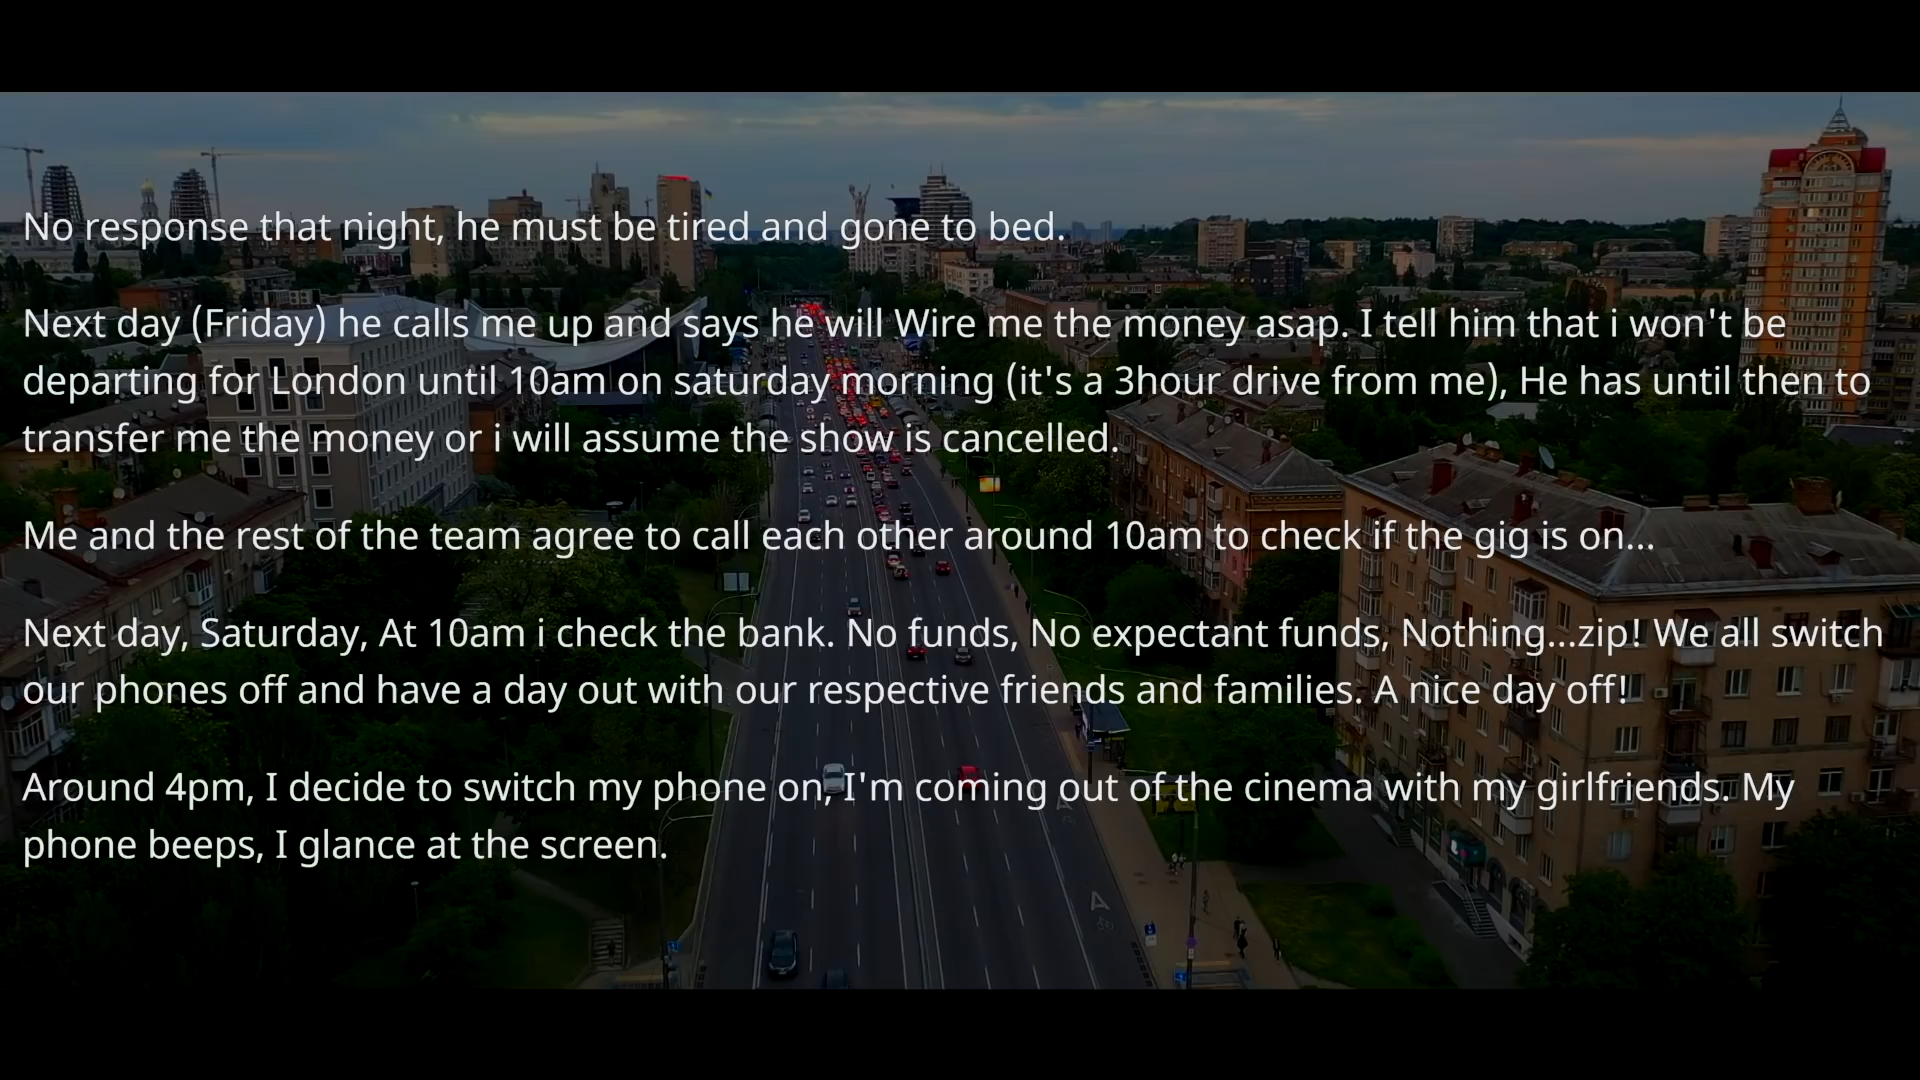 No response that night, he must be tired and gone to bed.
Next day (Friday) he calls me up and says he will Wire me the money asap. I tell him that i won't be
departing for London until 10am on saturday morning (it's a 3hour drive from me), He has until then to
transfer me the money or i will assume the show is cancelled.
Me and the rest of the team agree to call each other around 10am to check if the gig is on...
Next day, Saturday, At 10am i check the bank. No funds, No expectant funds, Nothing...zip! We all switch
our phones off and have a day out with our respective friends and families. A nice day off!
Around 4pm, I decide to switch my phone on, I'm coming out of the cinema with my girlfriends. My
phone beeps, I glance at the screen.